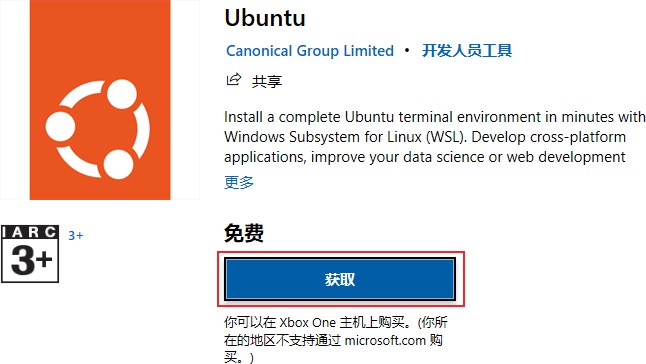 Ubuntu
Canonical Group Limited • 开发人员工具
共享
Install a complete Ubuntu terminal environment in minutes with
Windows Subsystem for Linux (WSL). Develop cross-platform
applications, improve your data science or web development
更多
IARC
3+
3+
免费
获取
你可以在 Xbox One 主机上购买。(你所
在的地区不支持通过 microsoft.com 购
买。)